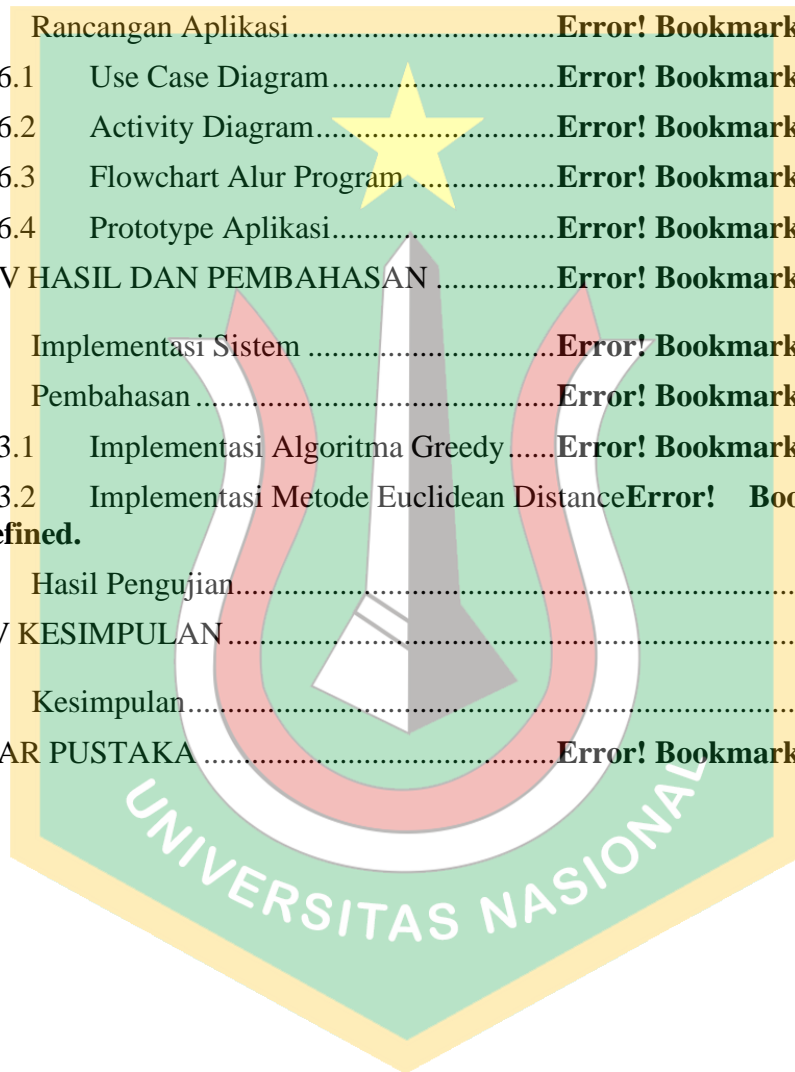 Rancangan Aplikasi..................................Error! Bookmark
6.1 Use Case Diagram.............................Error! Bookmark
6.2 Activity Diagram..............................Error! Bookmark
6.3 Flowchart Alur Program ..................Error! Bookmark
6.4 Prototype Aplikasi............................Error! Bookmark
V HASIL DAN PEMBAHASAN ...............Error! Bookmark
Implementasi Sistem ...............................Error! Bookmark
Pembahasan .............................................Error! Bookmark
3.1 Implementasi Algoritma Greedy......Error! Bookmark
3.2 Implementasi Metode Euclidean DistanceError! Boo
efined.
Hasil Pengujian.......................................................................
V KESIMPULAN.......................................................................
Kesimpulan.............................................................................
AR PUSTAKA ............................................Error! Bookmark
UNIVERSITAS NASIONAL